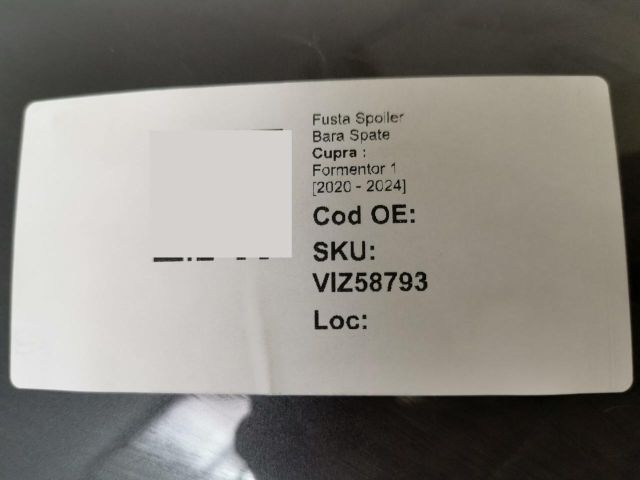 Fusta Spoiler
Bara Spate
Cupra :
Formentor 1
[2020 - 2024]
Cod OE:
SKU:
VIZ58793
Loc: